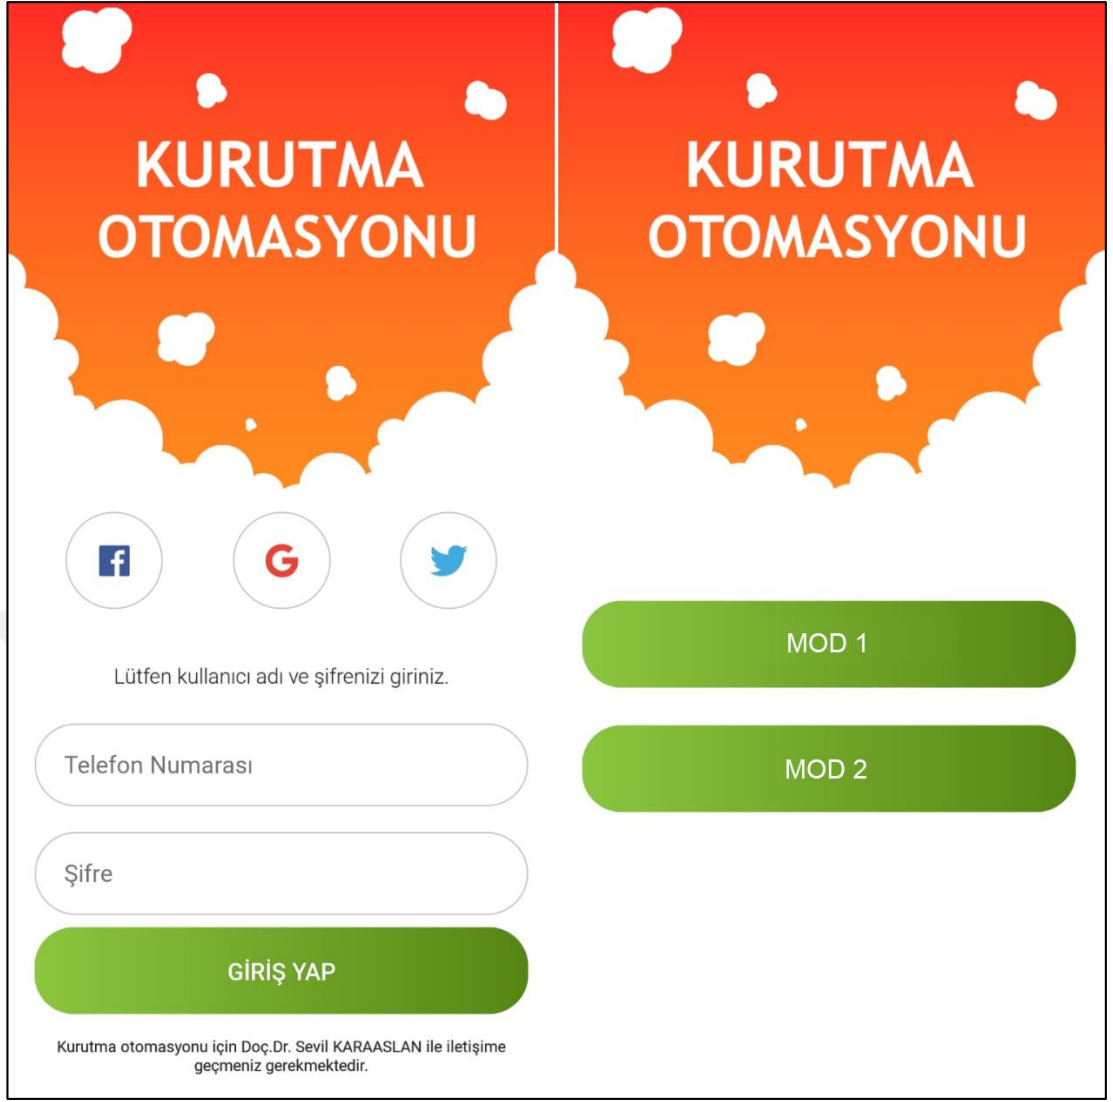 KURUTMA
OTOMASYONU
Lütfen kullanıcı adı ve şifrenizi giriniz.
Telefon Numarası
Şifre
GİRİŞ YAP
Kurutma otomasyonu için Doç.Dr. Sevil KARAASLAN ile iletişime
geçmeniz gerekmektedir.
KURUTMA
OTOMASYONU
MOD 1
MOD 2